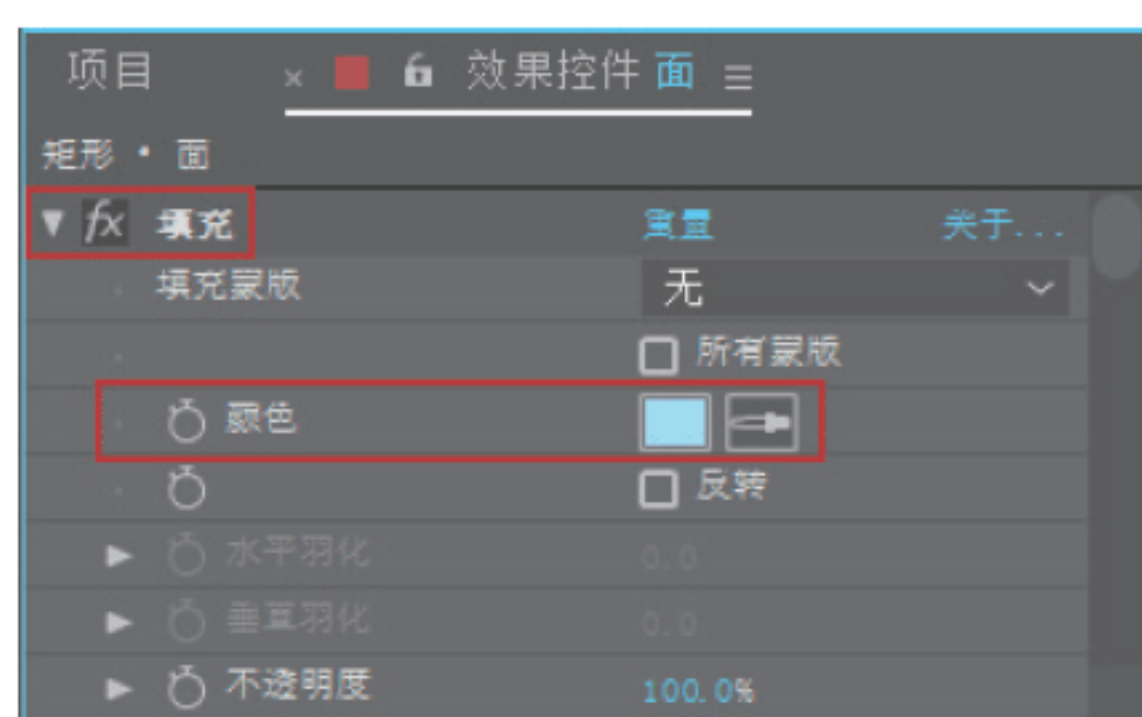 项目 × 效果控件 面 ≡
矩形 • 面
fx 填充 重置 关于...
填充蒙版 无
所有蒙版
颜色
反转
水平羽化 0.0
垂直羽化 0.0
不透明度 100.0%